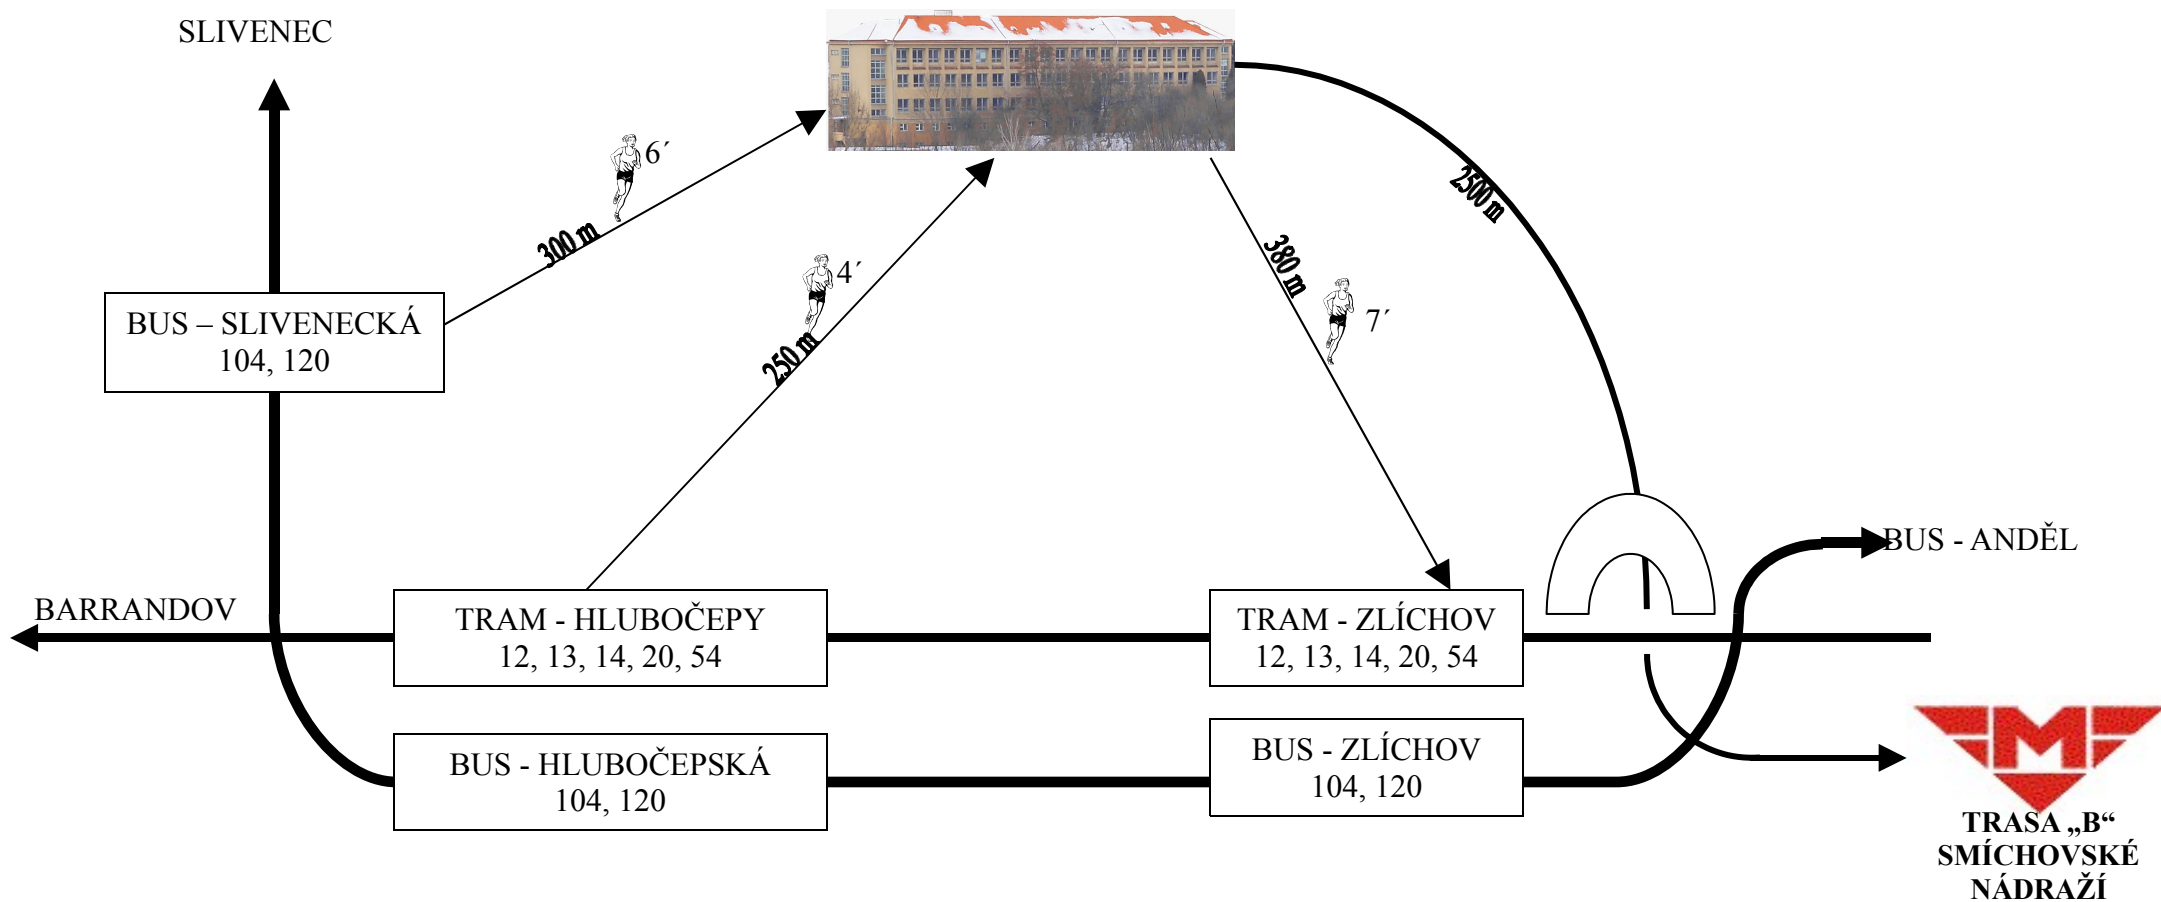 SLIVENEC
6´
300 m
2500 m
BUS – SLIVENECKÁ
104, 120
4´
250 m
380 m
7´
BUS - ANDĚL
BARRANDOV
TRAM - HLUBOČEPY
12, 13, 14, 20, 54
TRAM - ZLÍCHOV
12, 13, 14, 20, 54
BUS - HLUBOČEPSKÁ
104, 120
BUS - ZLÍCHOV
104, 120
M
TRASA „B“
SMÍCHOVSKÉ
NÁDRAŽÍ